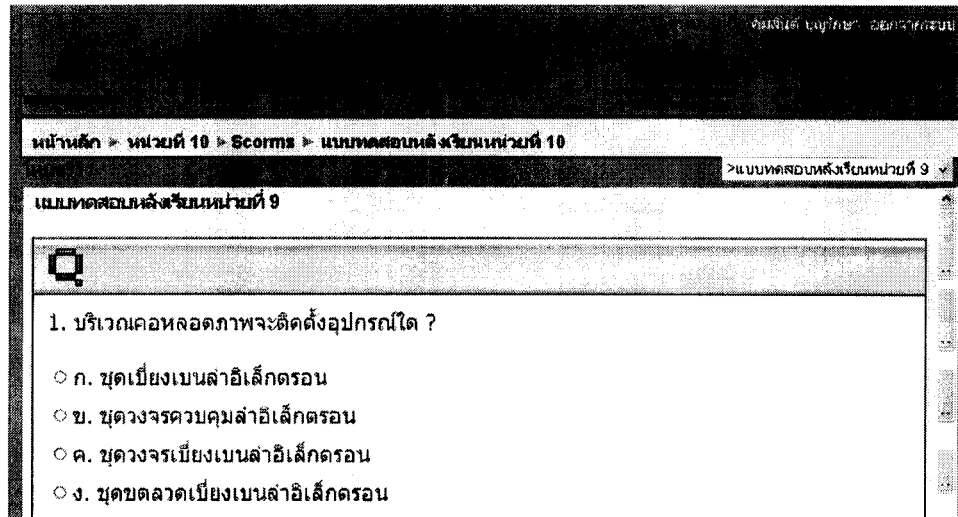 ออกจากระบบ
หน้าหลัก ► หน่วยที่ 10 ► Scorms ► แบบทดสอบหลังเรียนหน่วยที่ 10
>แบบทดสอบหลังเรียนหน่วยที่ 9
แบบทดสอบหลังเรียนหน่วยที่ 9
Q
1. บริเวณคอหลอดภาพจะติดตั้งอุปกรณ์ใด ?
ก. ชุดเบี่ยงเบนลำอิเล็กตรอน
ข. ชุดวงจรควบคุมลำอิเล็กตรอน
ค. ชุดวงจรเบี่ยงเบนลำอิเล็กตรอน
ง. ชุดขดลวดเบี่ยงเบนลำอิเล็กตรอน